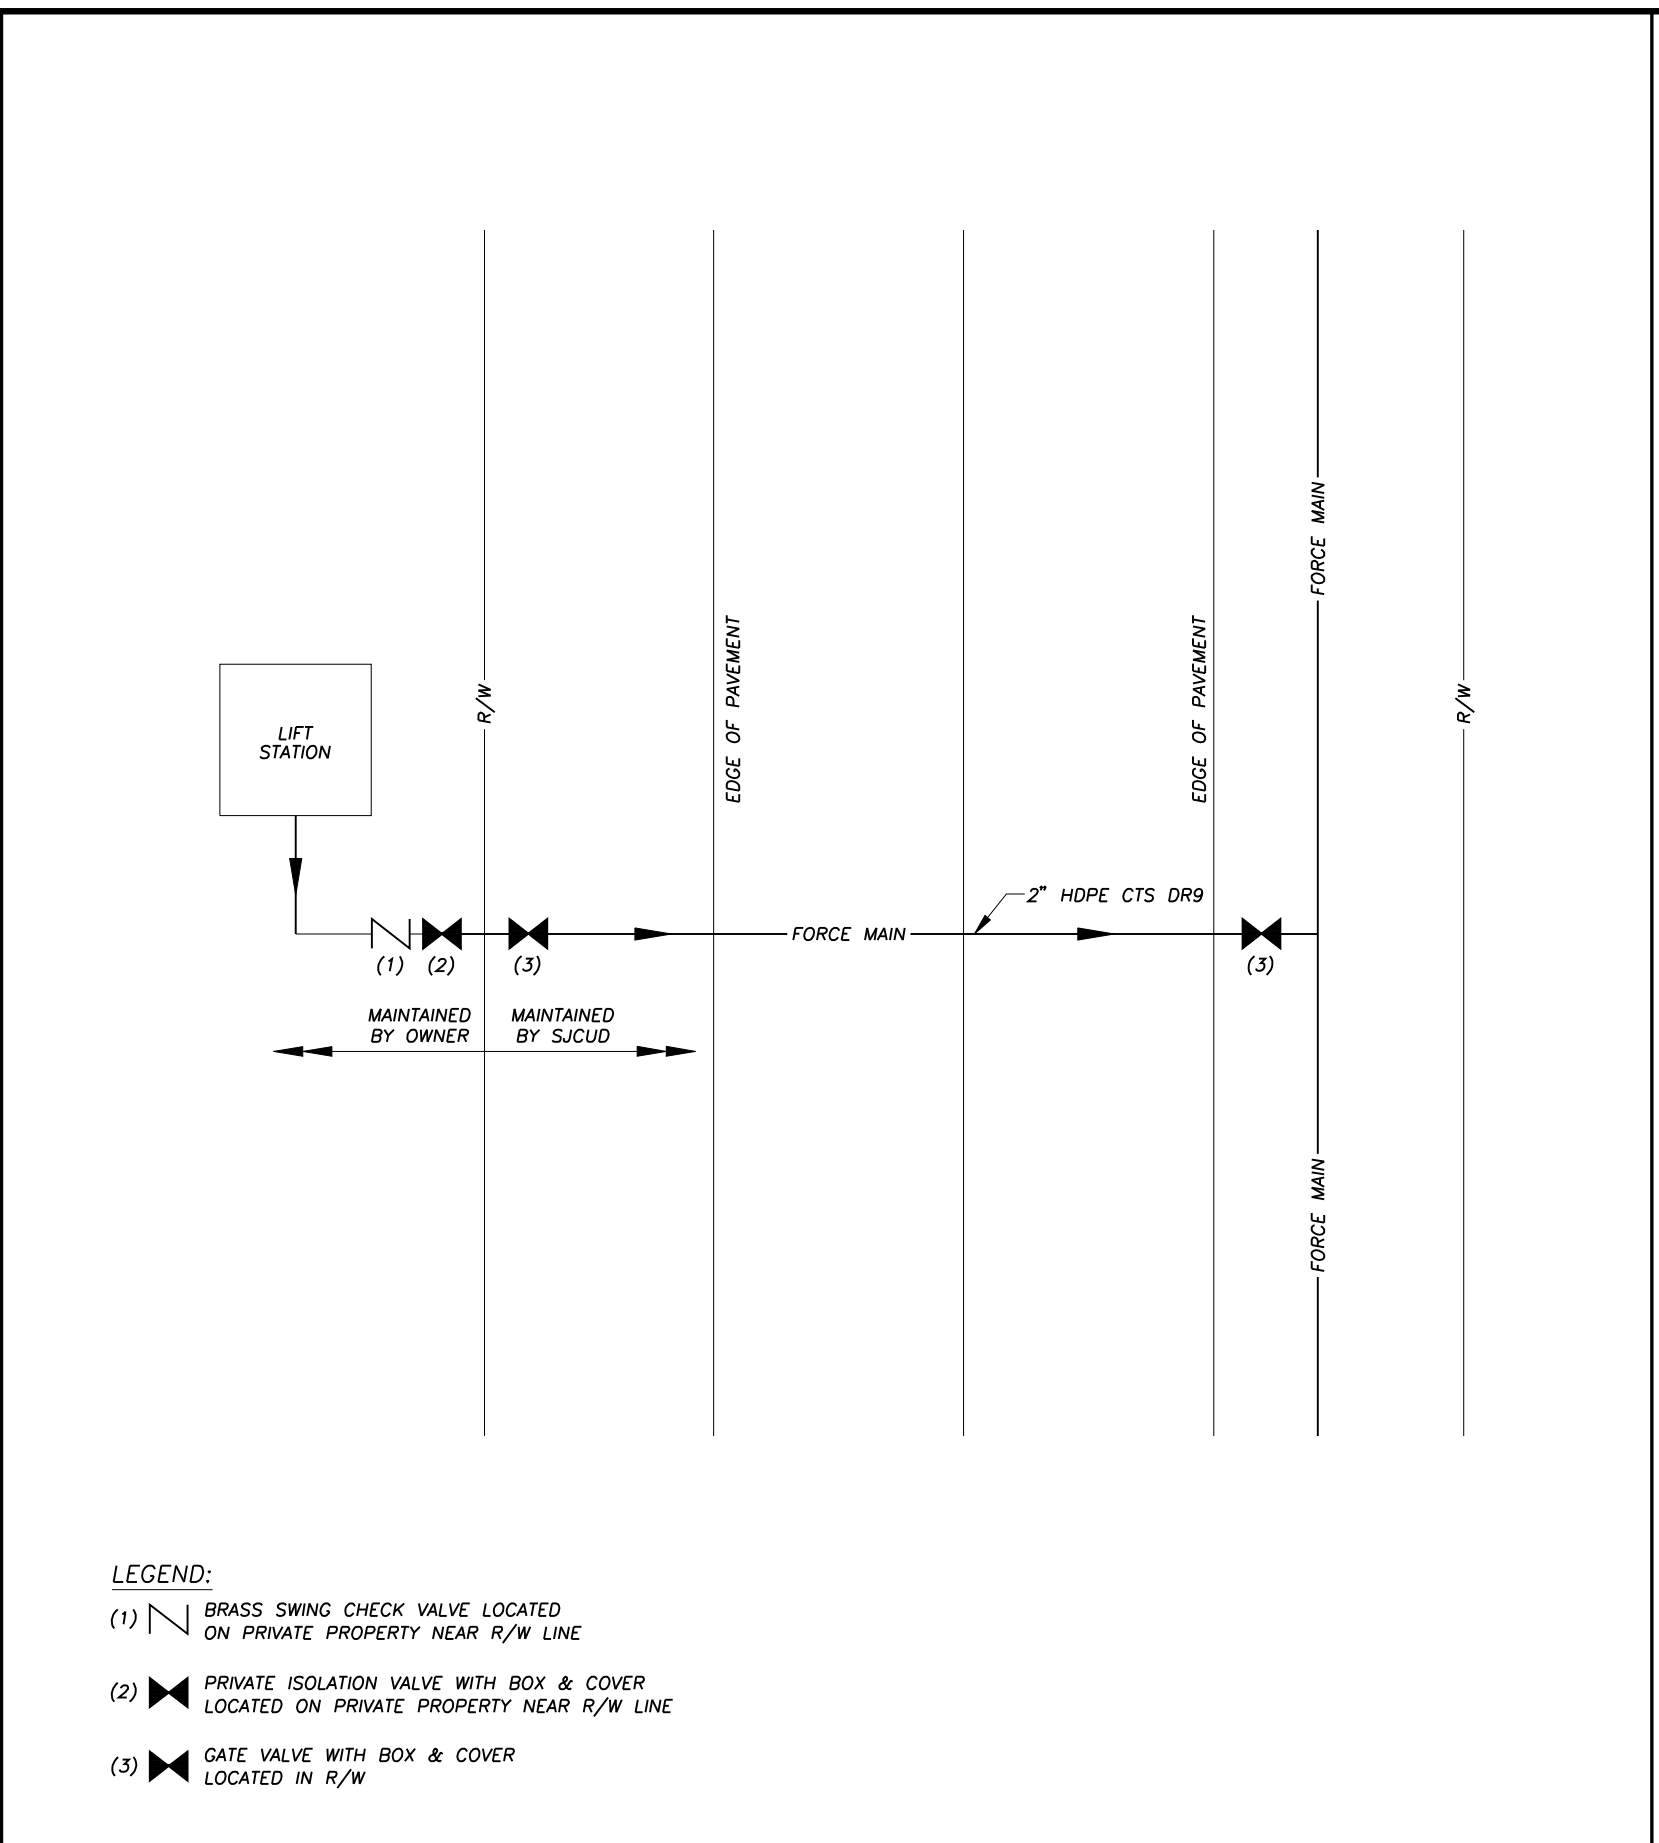 FORCE MAIN
EDGE OF PAVEMENT
EDGE OF PAVEMENT
R/W
R/W
LIFT
STATION
2" HDPE CTS DR9
FORCE MAIN
(1)
(2)
(3)
(3)
MAINTAINED
BY OWNER
MAINTAINED
BY SJCUD
FORCE MAIN
LEGEND:
(1) BRASS SWING CHECK VALVE LOCATED
ON PRIVATE PROPERTY NEAR R/W LINE
(2) PRIVATE ISOLATION VALVE WITH BOX & COVER
LOCATED ON PRIVATE PROPERTY NEAR R/W LINE
(3) GATE VALVE WITH BOX & COVER
LOCATED IN R/W